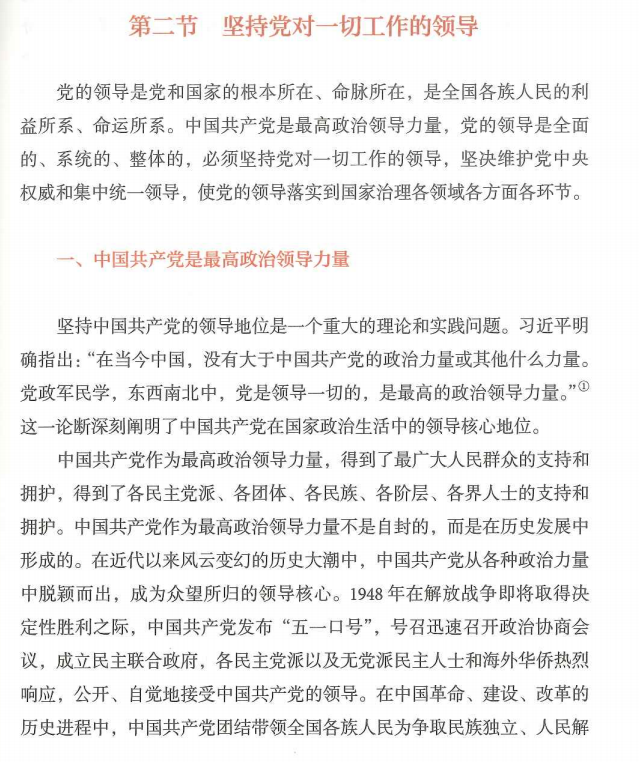 第二节 坚持党对一切工作的领导
党的领导是党和国家的根本所在、命脉所在，是全国各族人民的利
益所系、命运所系。中国共产党是最高政治领导力量，党的领导是全面
的、系统的、整体的，必须坚持党对一切工作的领导，坚决维护党中央
权威和集中统一领导，使党的领导落实到国家治理各领域各方面各环节。
一、中国共产党是最高政治领导力量
坚持中国共产党的领导地位是一个重大的理论和实践问题。习近平明
确指出：“在当今中国，没有大于中国共产党的政治力量或其他什么力量。
党政军民学，东西南北中，党是领导一切的，是最高的政治领导力量。”①
这一论断深刻阐明了中国共产党在国家政治生活中的领导核心地位。
中国共产党作为最高政治领导力量，得到了最广大人民群众的支持和
拥护，得到了各民主党派、各团体、各民族、各阶层、各界人士的支持和
拥护。中国共产党作为最高政治领导力量不是自封的，而是在历史发展中
形成的。在近代以来风云变幻的历史大潮中，中国共产党从各种政治力量
中脱颖而出，成为众望所归的领导核心。1948 年在解放战争即将取得决
定性胜利之际，中国共产党发布“五一口号”，号召迅速召开政治协商会
议，成立民主联合政府，各民主党派以及无党派民主人士和海外华侨热烈
响应，公开、自觉地接受中国共产党的领导。在中国革命、建设、改革的
历史进程中，中国共产党团结带领全国各族人民为争取民族独立、人民解